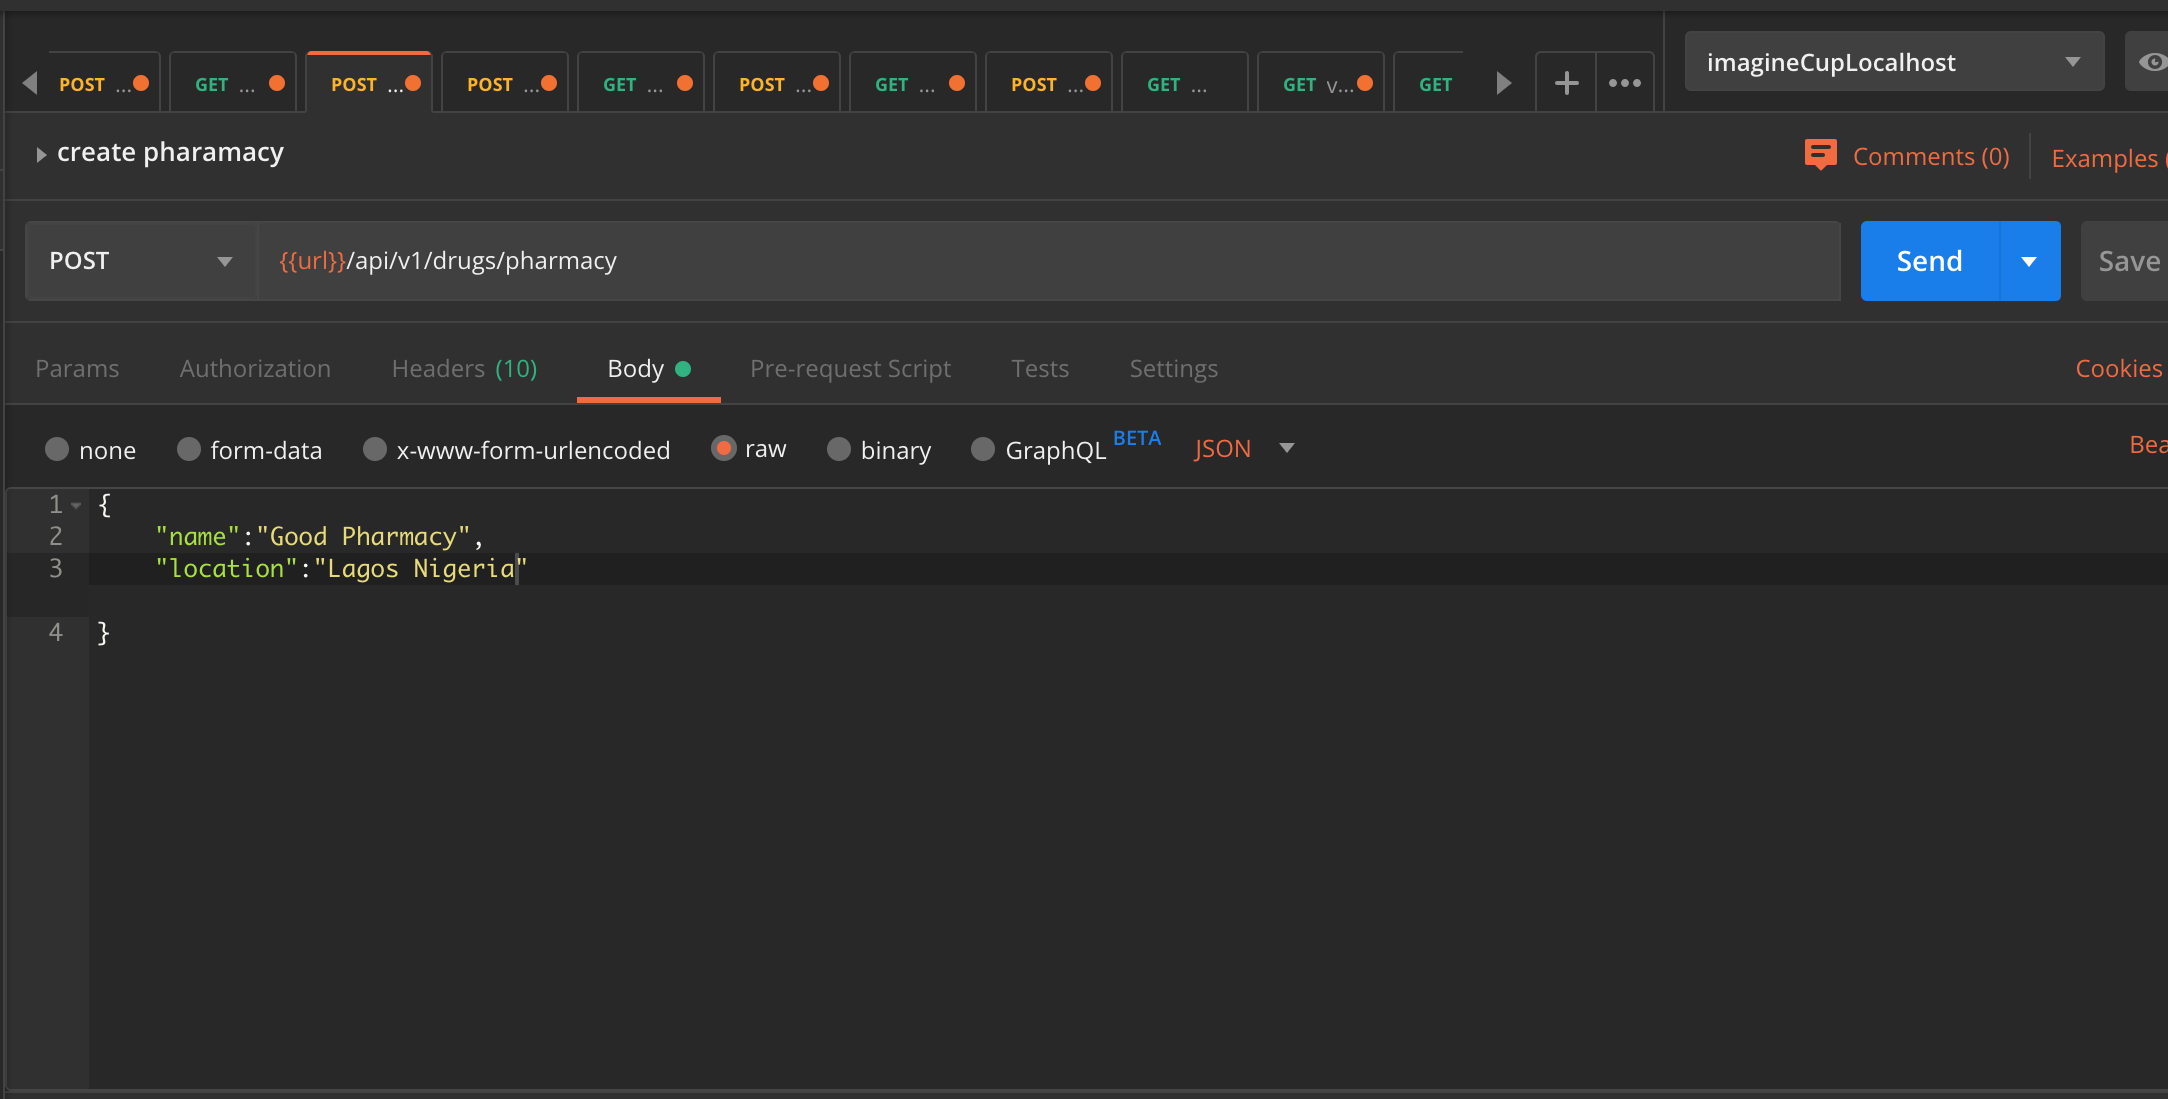 POST ... GET ... POST ... POST ... GET ... POST ... GET ... POST ... GET ... GET v... GET
imagineCupLocalhost
create pharamacy
Comments (0) Examples
POST {{url}}/api/v1/drugs/pharmacy Send Save
Params Authorization Headers (10) Body Pre-request Script Tests Settings Cookies
none form-data x-www-form-urlencoded raw binary GraphQL BETA JSON Bea
1 {
2 "name":"Good Pharmacy",
3 "location":"Lagos Nigeria"
4 }